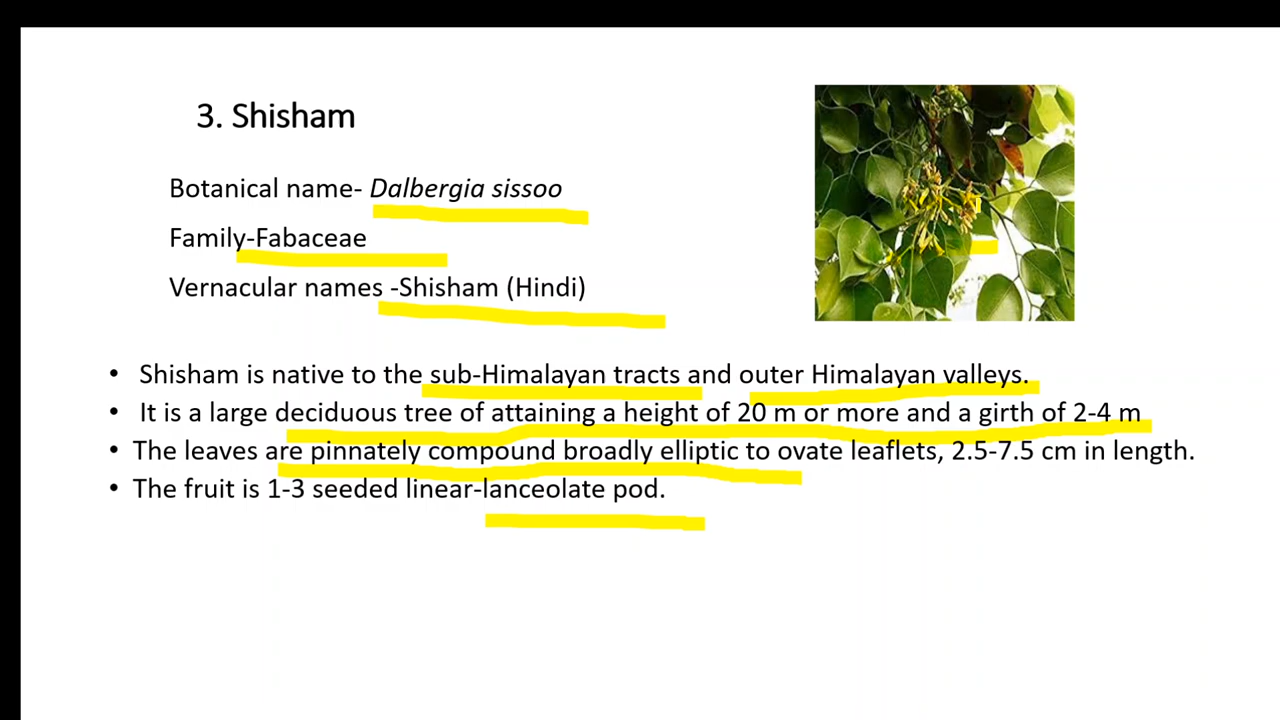 3. Shisham
Botanical name- Dalbergia sissoo
Family-Fabaceae
Vernacular names -Shisham (Hindi)
• Shisham is native to the sub-Himalayan tracts and outer Himalayan valleys.
• It is a large deciduous tree of attaining a height of 20 m or more and a girth of 2-4 m
• The leaves are pinnately compound broadly elliptic to ovate leaflets, 2.5-7.5 cm in length.
• The fruit is 1-3 seeded linear-lanceolate pod.